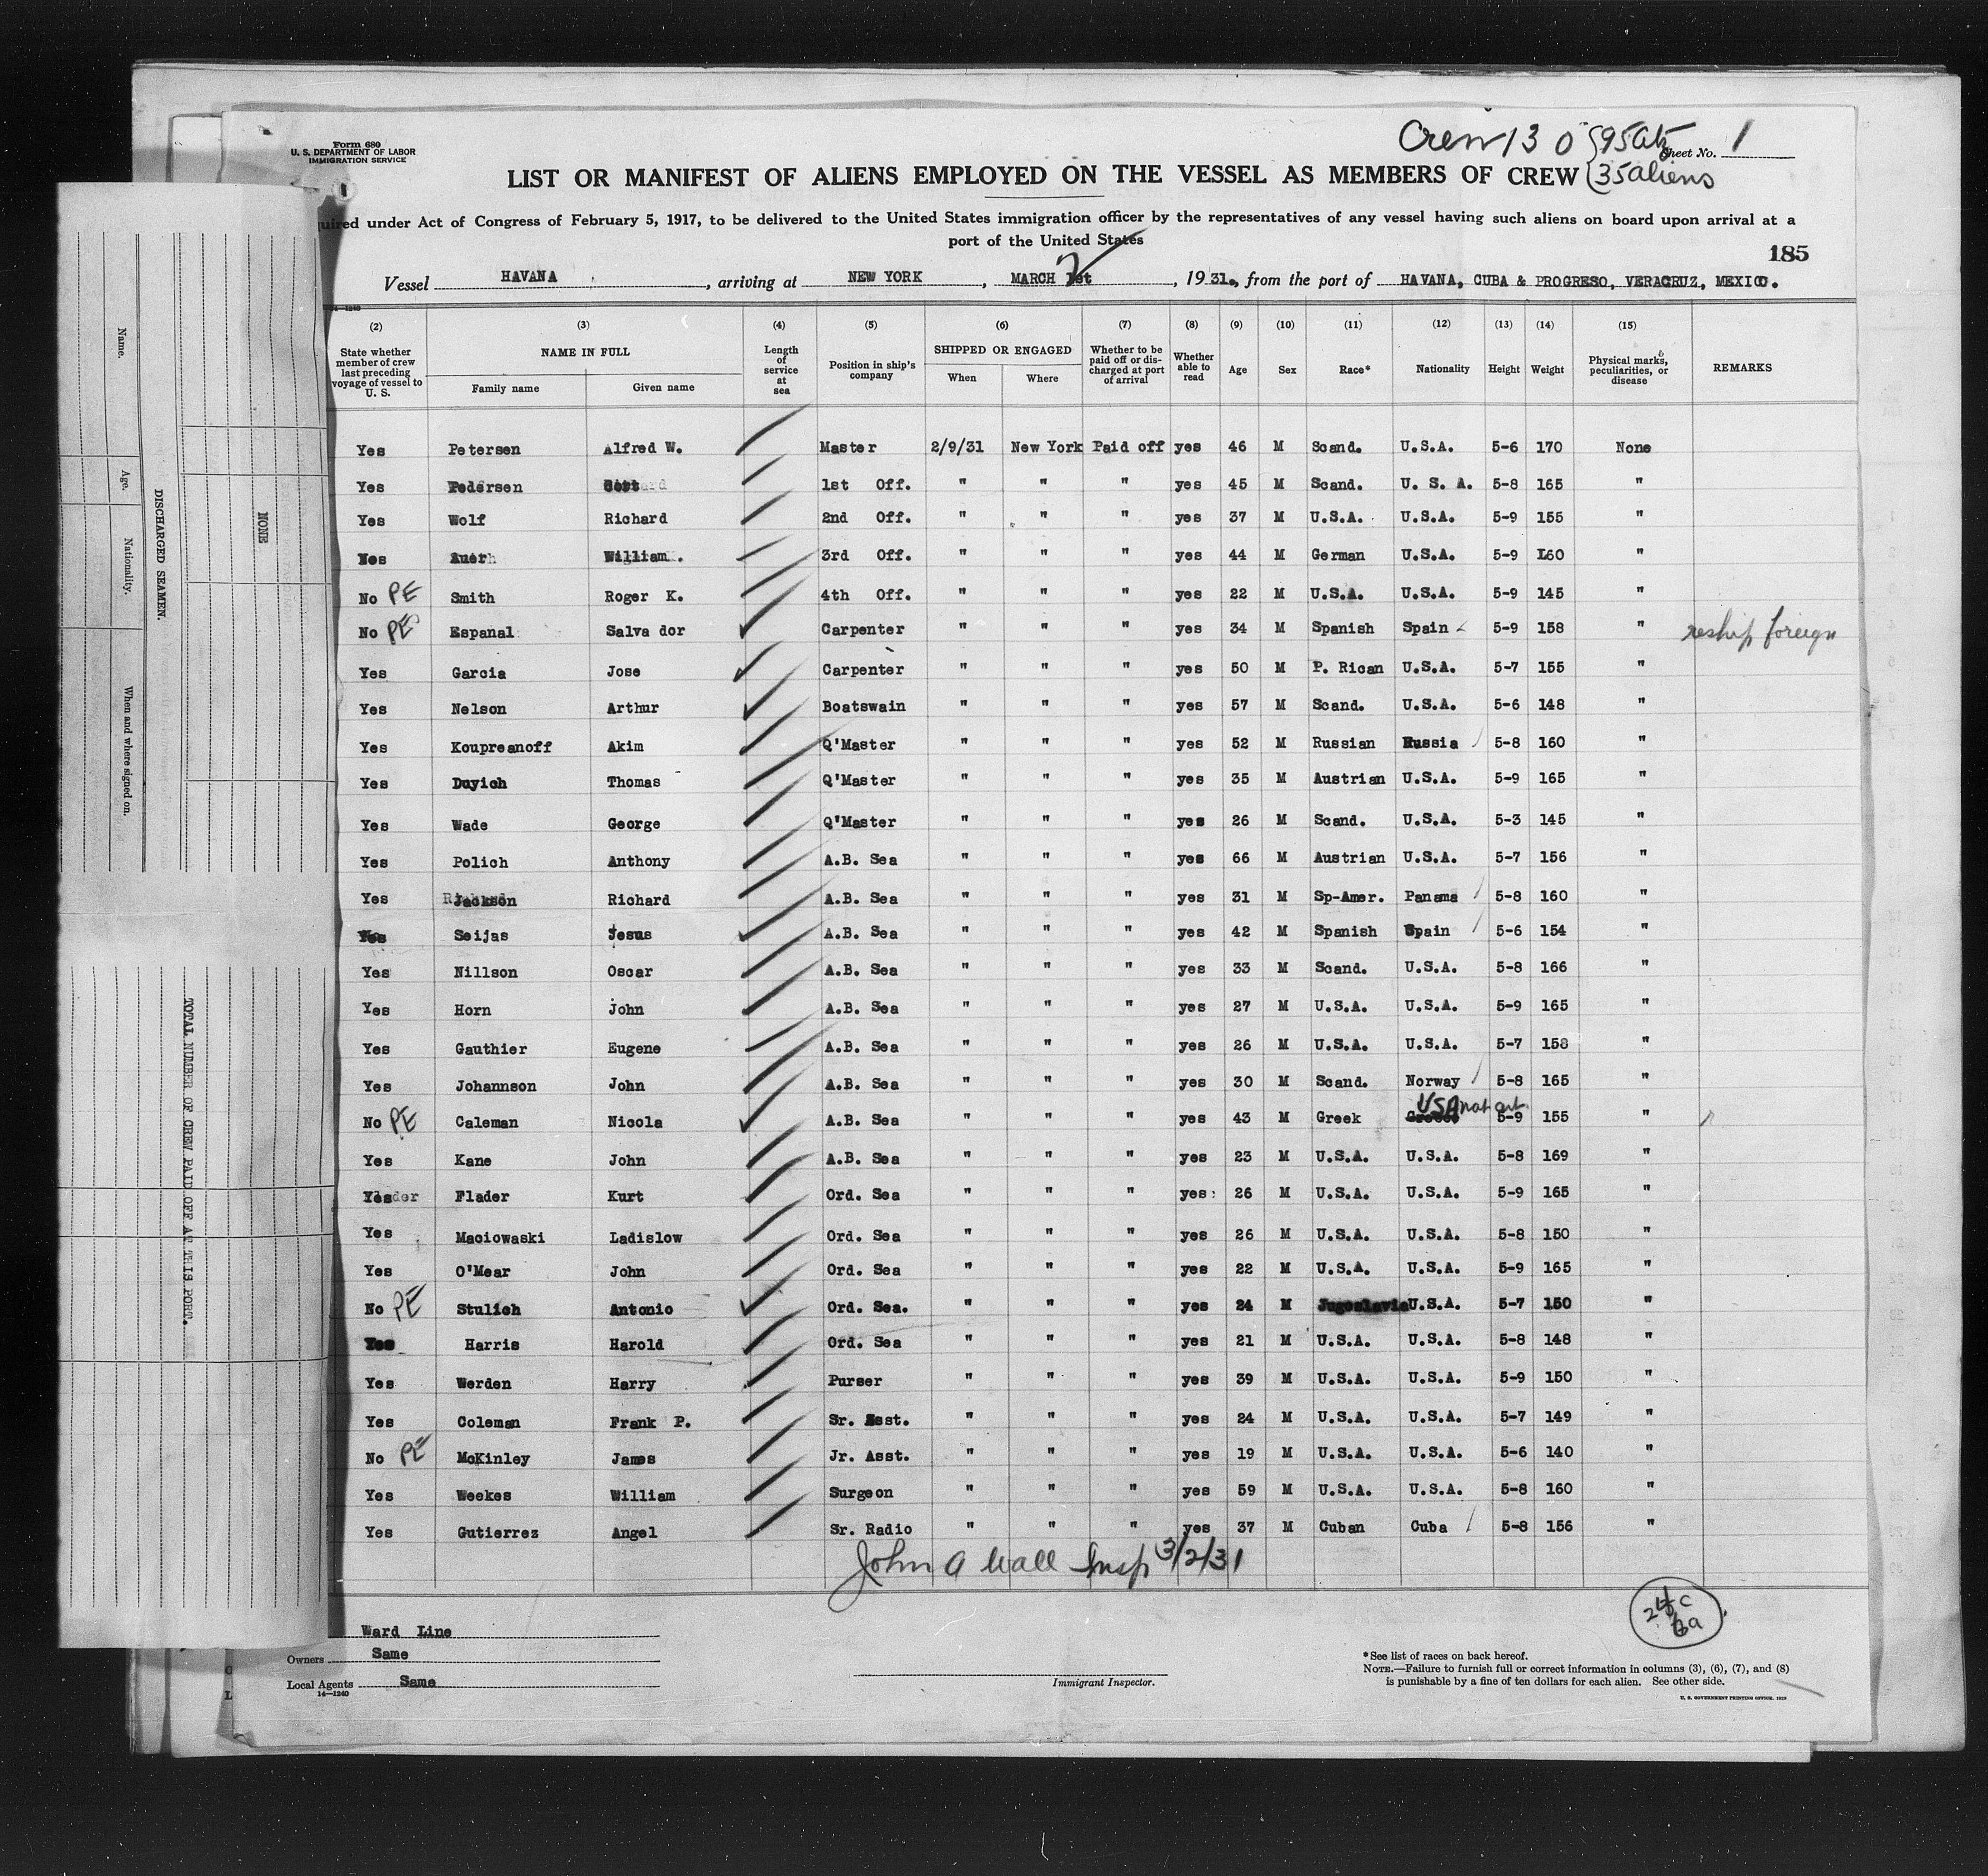 Form 680
U. S. DEPARTMENT OF LABOR
IMMIGRATION SERVICE
Crew 130 {95
35 aliens
Sheet No. 1
LIST OR MANIFEST OF ALIENS EMPLOYED ON THE VESSEL AS MEMBERS OF CREW
under Act of Congress of February 5, 1917, to be delivered to the United States immigration officer by the representatives of any vessel having such aliens on board upon arrival at a
port of the United States
185
Vessel HAVANA, arriving at NEW YORK, MARCH 2 1st, 1931., from the port of HAVANA, CUBA & PROGRESO, VERACRUZ, MEXICO.
14-1240
(2) (3) (4) (5) (6) (7) (8) (9) (10) (11) (12) (13) (14) (15)
State whether member of crew last preceding voyage of vessel to U. S. NAME IN FULL Family name Given name Length of service at sea Position in ship's company SHIPPED OR ENGAGED When Where Whether to be paid off or discharged at port of arrival Whether able to read Age Sex Race* Nationality Height Weight Physical marks, peculiarities, or disease REMARKS
Yes Petersen Alfred W. Master 2/9/31 New York Paid off yes 46 M Scand. U.S.A. 5-6 170 None
Yes Pedersen 1st Off. " " " yes 45 M Scand. U. S. A. 5-8 165 "
Yes Wolf Richard 2nd Off. " " " yes 37 M U.S.A. U.S.A. 5-9 155 "
Yes Auer William 3rd Off. " " " yes 44 M German U.S.A. 5-9 160 "
No PE Smith Roger K. 4th Off. " " " yes 22 M U.S.A. U.S.A. 5-9 145 "
No PE Espanal Salva dor Carpenter " " " yes 34 M Spanish Spain 5-9 158 " reship foreign
Yes Garcia Jose Carpenter " " " yes 50 M P. Rican U.S.A. 5-7 155 "
Yes Nelson Arthur Boatswain " " " yes 57 M Scand. U.S.A. 5-6 148 "
Yes Koupreanoff Akim Q'Master " " " yes 52 M Russian Russia 5-8 160 "
Yes Duyich Thomas Q'Master " " " yes 35 M Austrian U.S.A. 5-9 165 "
Yes Wade George Q'Master " " " yes 26 M Scand. U.S.A. 5-3 145 "
Yes Polich Anthony A.B. Sea " " " yes 66 M Austrian U.S.A. 5-7 156 "
Yes Jackson Richard A.B. Sea " " " yes 31 M Sp-Amer. Panama 5-8 160 "
Yes Seijas Jesus A.B. Sea " " " yes 42 M Spanish Spain 5-6 154 "
Yes Nillson Oscar A.B. Sea " " " yes 33 M Scand. U.S.A. 5-8 166 "
Yes Horn John A.B. Sea " " " yes 27 M U.S.A. U.S.A. 5-9 165 "
Yes Gauthier Eugene A.B. Sea " " " yes 26 M U.S.A. U.S.A. 5-7 158 "
Yes Johannson John A.B. Sea " " " yes 30 M Scand. Norway 5-8 165 "
No PE Caleman Nicola A.B. Sea " " " yes 43 M Greek Greece USA nat 5-9 155 "
Yes Kane John A.B. Sea " " " yes 23 M U.S.A. U.S.A. 5-8 169 "
Yes Flader Kurt Ord. Sea " " " yes 26 M U.S.A. U.S.A. 5-9 165 "
Yes Maciowaski Ladislow Ord. Sea " " " yes 26 M U.S.A. U.S.A. 5-8 150 "
Yes O'Mear John Ord. Sea " " " yes 22 M U.S.A. U.S.A. 5-9 165 "
No PE Stulich Antonio Ord. Sea. " " " yes 24 M Jugoslavia U.S.A. 5-7 150 "
Yes Harris Harold Ord. Sea " " " yes 21 M U.S.A. U.S.A. 5-8 148 "
Yes Werden Harry Purser " " " yes 39 M U.S.A. U.S.A. 5-9 150 "
Yes Coleman Frank P. Sr. Asst. " " " yes 24 M U.S.A. U.S.A. 5-7 149 "
No PE McKinley James Jr. Asst. " " " yes 19 M U.S.A. U.S.A. 5-6 140 "
Yes Weekes William Surgeon " " " yes 59 M U.S.A. U.S.A. 5-8 160 "
Yes Gutierrez Angel Sr. Radio " " " yes 37 M Cuban Cuba 5-8 156 "
John A Wall Insp 3/2/31
Ward Line
Owners Same
Local Agents Same
14-1240
Immigrant Inspector.
*See list of races on back hereof.
NOTE.—Failure to furnish full or correct information in columns (3), (6), (7), and (8)
is punishable by a fine of ten dollars for each alien. See other side.
U. S. GOVERNMENT PRINTING OFFICE. 1929
Name.
Age.
Nationality.
When and where signed on.
DISCHARGED SEAMEN.
NONE
TOTAL NUMBER OF CREW PAID OFF AT THIS PORT.